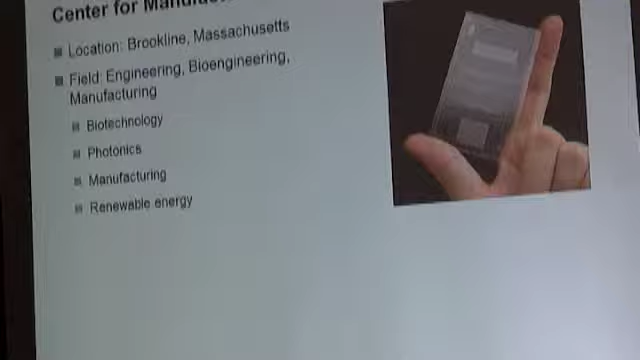 Center for
Location: Brookline, Massachusetts
Field: Engineering, Bioengineering,
Manufacturing
Biotechnology
Photonics
Manufacturing
Renewable energy